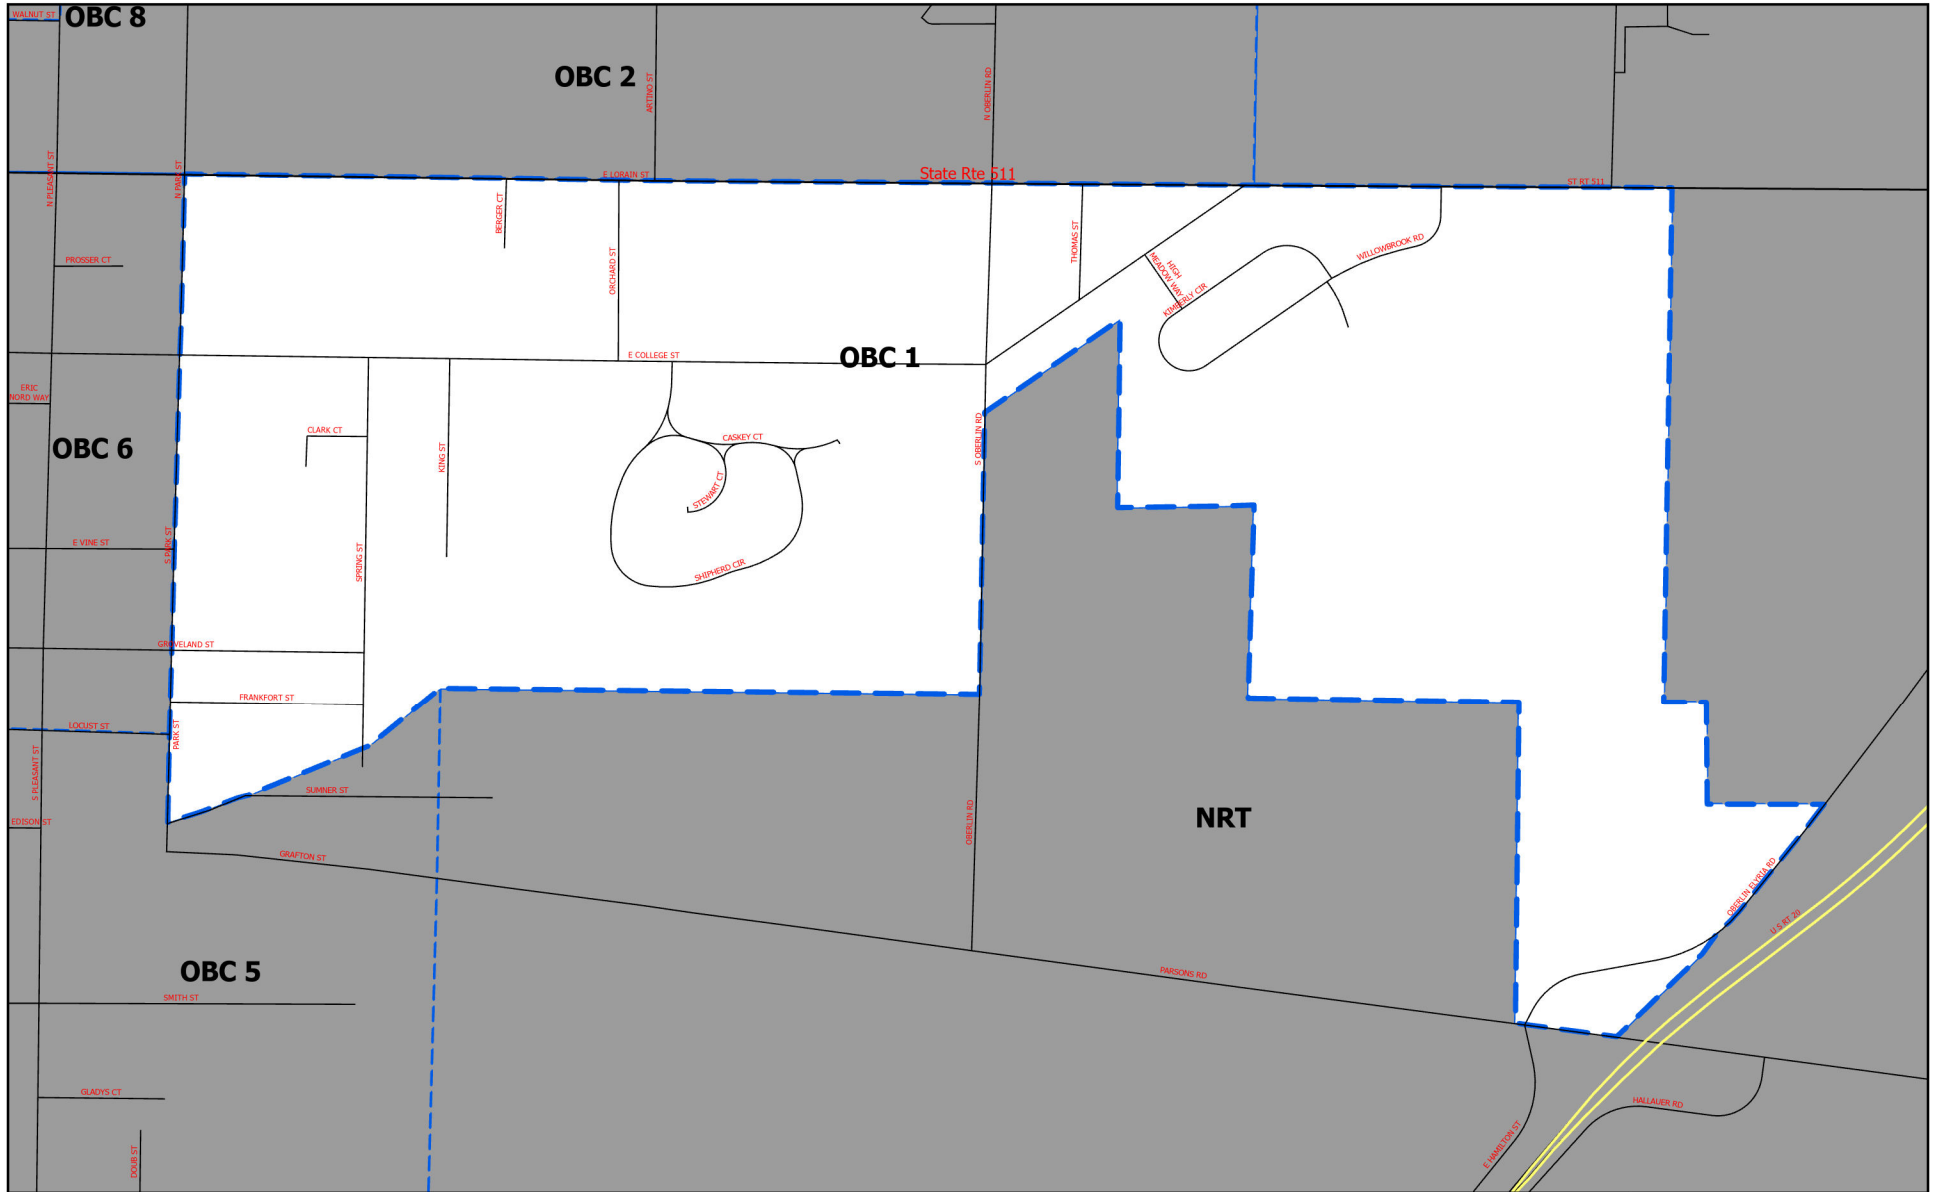 WALNUT ST
OBC 8
OBC 2
ARTINO ST
N OBERLIN RD
N PLEASANT ST
N PARK ST
E LORAIN ST
State Rte 511
ST RT 511
BERGER CT
ORCHARD ST
THOMAS ST
HIGH
MEADOW WAY
KIMBERLY CIR
WILLOWBROOK RD
PROSSER CT
E COLLEGE ST
OBC 1
ERIC
NORD WAY
OBC 6
CLARK CT
KING ST
CASKEY CT
STEWART CT
S OBERLIN RD
E VINE ST
S PARK ST
SPRING ST
SHIPHERD CIR
GROVELAND ST
FRANKFORT ST
LOCUST ST
PARK ST
S PLEASANT ST
SUMNER ST
EDISON ST
GRAFTON ST
OBERLIN RD
NRT
OBERLIN ELYRIA RD
U S RT 20
OBC 5
SMITH ST
PARSONS RD
GLADYS CT
DOUB ST
E HAMILTON ST
HALLAUER RD